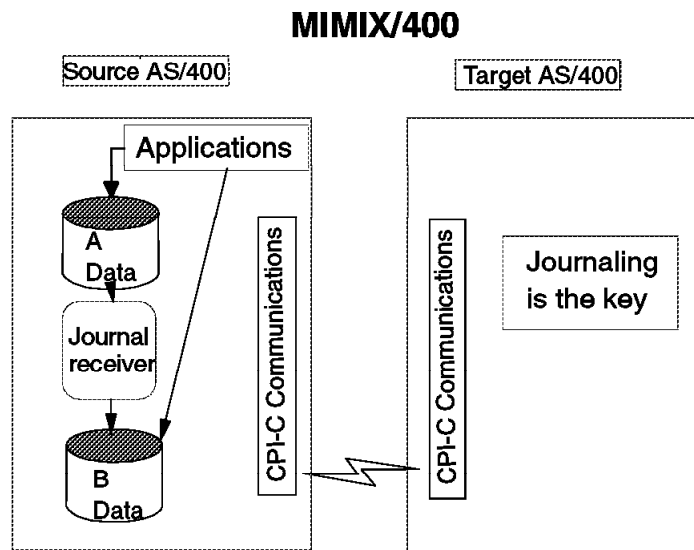 MIMIX/400
Source AS/400
Target AS/400
Applications
A
Data
Journal
receiver
B
Data
CPI-C Communications
CPI-C Communications
Journaling
is the key